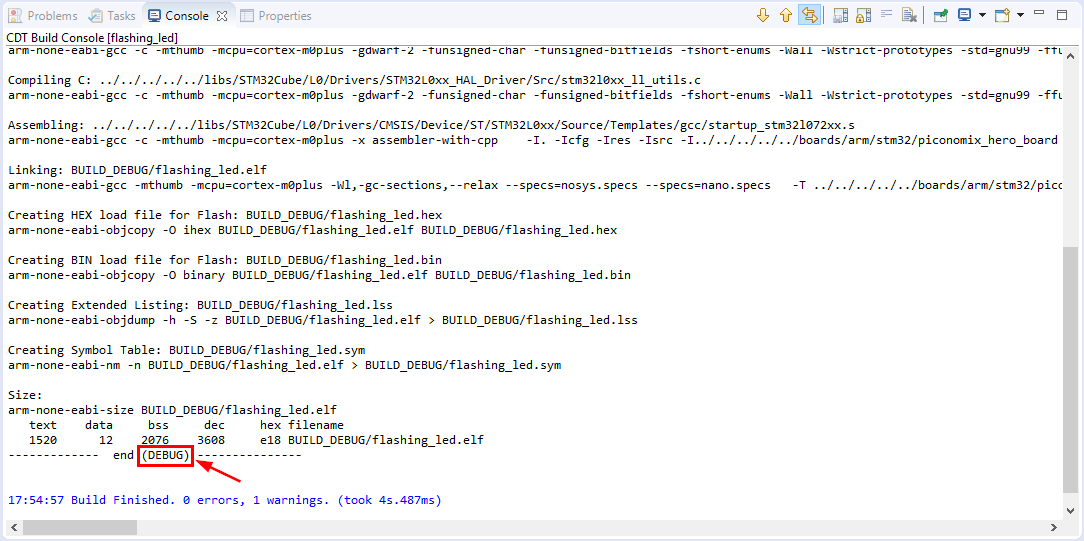 Problems Tasks Console Properties
CDT Build Console [flashing_led]
arm-none-eabi-gcc -c -mthumb -mcpu=cortex-m0plus -gdwarf-2 -funsigned-char -funsigned-bitfields -fshort-enums -Wall -Wstrict-prototypes -std=gnu99 -ffu
Compiling C: ../../../../../libs/STM32Cube/L0/Drivers/STM32L0xx_HAL_Driver/Src/stm32l0xx_ll_utils.c
arm-none-eabi-gcc -c -mthumb -mcpu=cortex-m0plus -gdwarf-2 -funsigned-char -funsigned-bitfields -fshort-enums -Wall -Wstrict-prototypes -std=gnu99 -ffu
Assembling: ../../../../../libs/STM32Cube/L0/Drivers/CMSIS/Device/ST/STM32L0xx/Source/Templates/gcc/startup_stm32l072xx.s
arm-none-eabi-gcc -c -mthumb -mcpu=cortex-m0plus -x assembler-with-cpp    -I. -Icfg -Ires -Isrc -I../../../../../boards/arm/stm32/piconomix_hero_board
Linking: BUILD_DEBUG/flashing_led.elf
arm-none-eabi-gcc -mthumb -mcpu=cortex-m0plus -Wl,-gc-sections,--relax --specs=nosys.specs --specs=nano.specs   -T ../../../../../boards/arm/stm32/pico
Creating HEX load file for Flash: BUILD_DEBUG/flashing_led.hex
arm-none-eabi-objcopy -O ihex BUILD_DEBUG/flashing_led.elf BUILD_DEBUG/flashing_led.hex
Creating BIN load file for Flash: BUILD_DEBUG/flashing_led.bin
arm-none-eabi-objcopy -O binary BUILD_DEBUG/flashing_led.elf BUILD_DEBUG/flashing_led.bin
Creating Extended Listing: BUILD_DEBUG/flashing_led.lss
arm-none-eabi-objdump -h -S -z BUILD_DEBUG/flashing_led.elf > BUILD_DEBUG/flashing_led.lss
Creating Symbol Table: BUILD_DEBUG/flashing_led.sym
arm-none-eabi-nm -n BUILD_DEBUG/flashing_led.elf > BUILD_DEBUG/flashing_led.sym
Size:
arm-none-eabi-size BUILD_DEBUG/flashing_led.elf
   text    data     bss     dec     hex filename
   1520      12    2076    3608     e18 BUILD_DEBUG/flashing_led.elf
-------------  end (DEBUG) ---------------
17:54:57 Build Finished. 0 errors, 1 warnings. (took 4s.487ms)